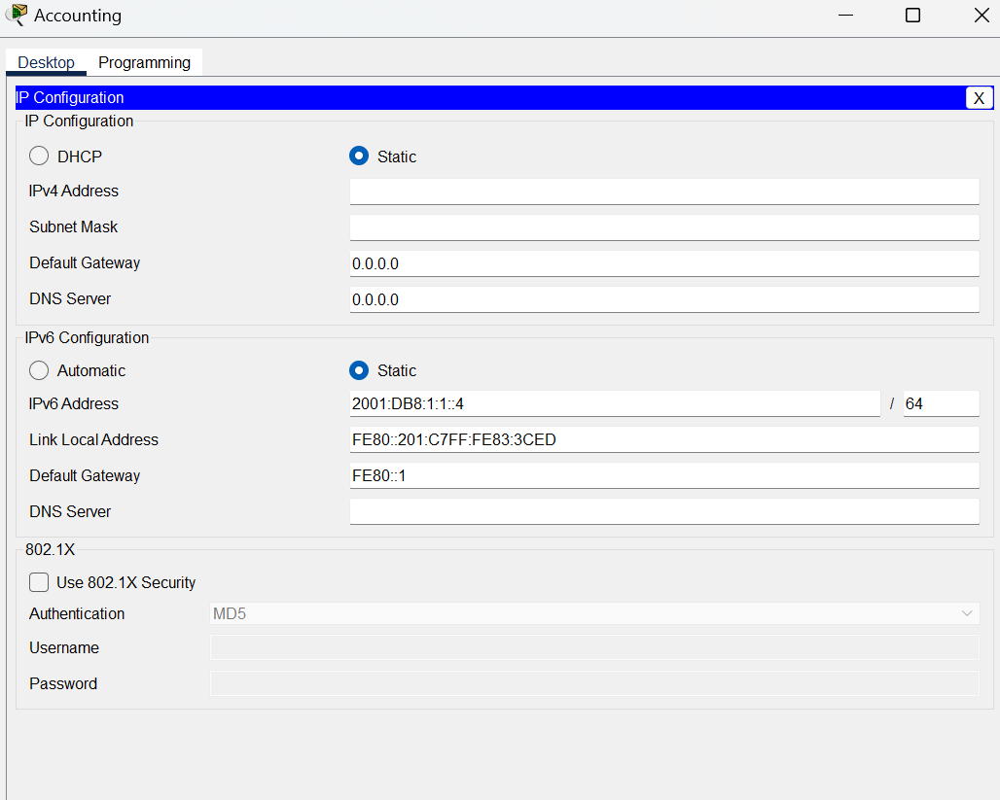 Accounting
Desktop Programming
IP Configuration X
IP Configuration
DHCP Static
IPv4 Address
Subnet Mask
Default Gateway 0.0.0.0
DNS Server 0.0.0.0
IPv6 Configuration
Automatic Static
IPv6 Address 2001:DB8:1:1::4 / 64
Link Local Address FE80::201:C7FF:FE83:3CED
Default Gateway FE80::1
DNS Server
802.1X
Use 802.1X Security
Authentication MD5
Username
Password